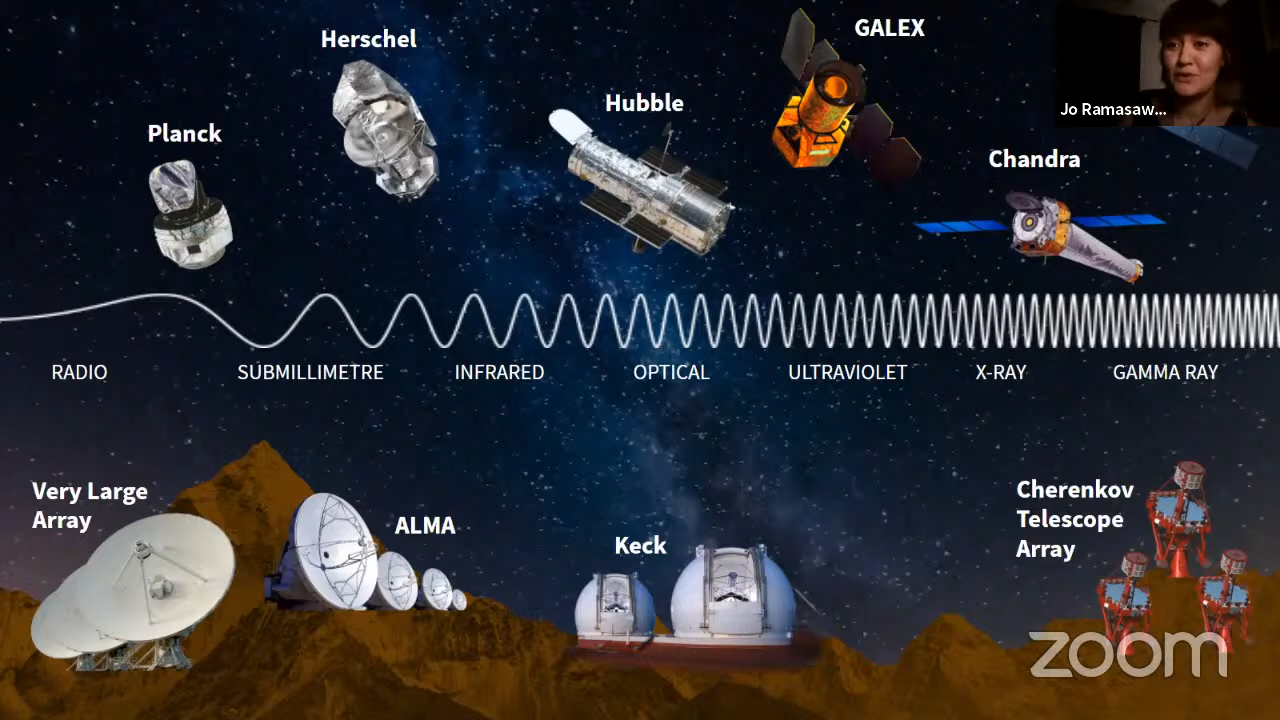 Herschel
GALEX
Hubble
Jo Ramasaw...
Planck
Chandra
RADIO
SUBMILLIMETRE
INFRARED
OPTICAL
ULTRAVIOLET
X-RAY
GAMMA RAY
Very Large
Array
ALMA
Keck
Cherenkov
Telescope
Array
zoom